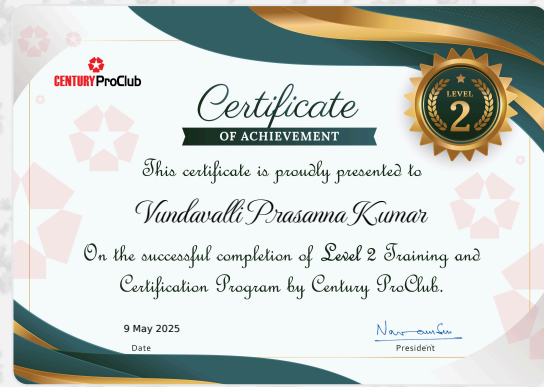 CENTURY ProClub
Certificate
OF ACHIEVEMENT
LEVEL
2
This certificate is proudly presented to
Vundavalli Prasanna Kumar
On the successful completion of Level 2 Training and
Certification Program by Century ProClub.
9 May 2025
Date
President